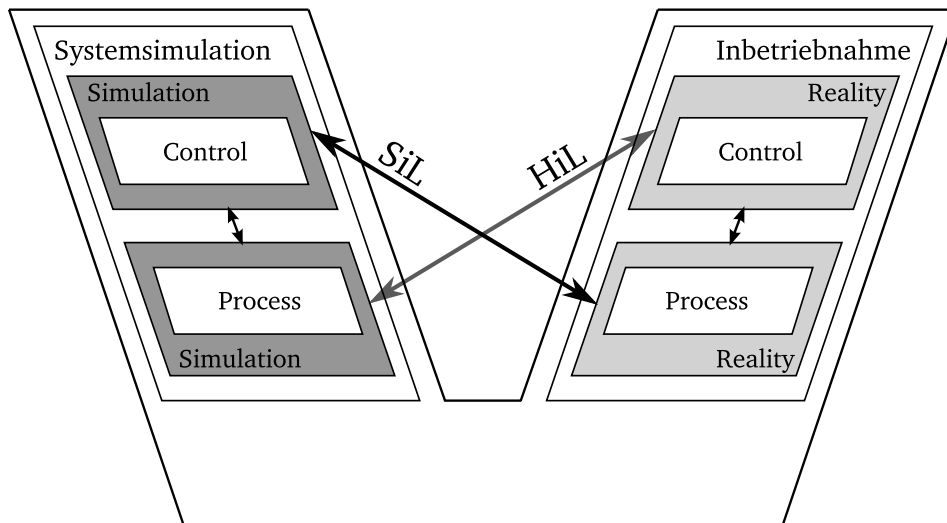 Systemsimulation
Simulation
Control
Process
Simulation
SiL
HiL
Inbetriebnahme
Reality
Control
Process
Reality